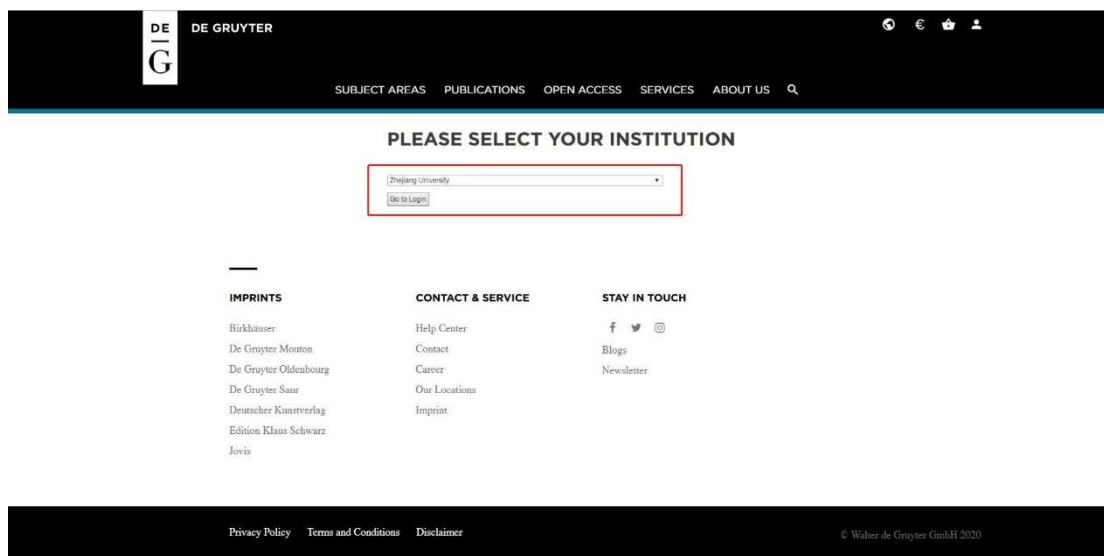 DE
G
DE GRUYTER
€
SUBJECT AREAS PUBLICATIONS OPEN ACCESS SERVICES ABOUT US
PLEASE SELECT YOUR INSTITUTION
Zhejiang University
Go to Login
IMPRINTS
Birkhäuser
De Gruyter Mouton
De Gruyter Oldenbourg
De Gruyter Saur
Deutscher Kunstverlag
Edition Klaus Schwarz
Jovis
CONTACT & SERVICE
Help Center
Contact
Career
Our Locations
Imprint
STAY IN TOUCH
Blogs
Newsletter
Privacy Policy Terms and Conditions Disclaimer
© Walter de Gruyter GmbH 2020